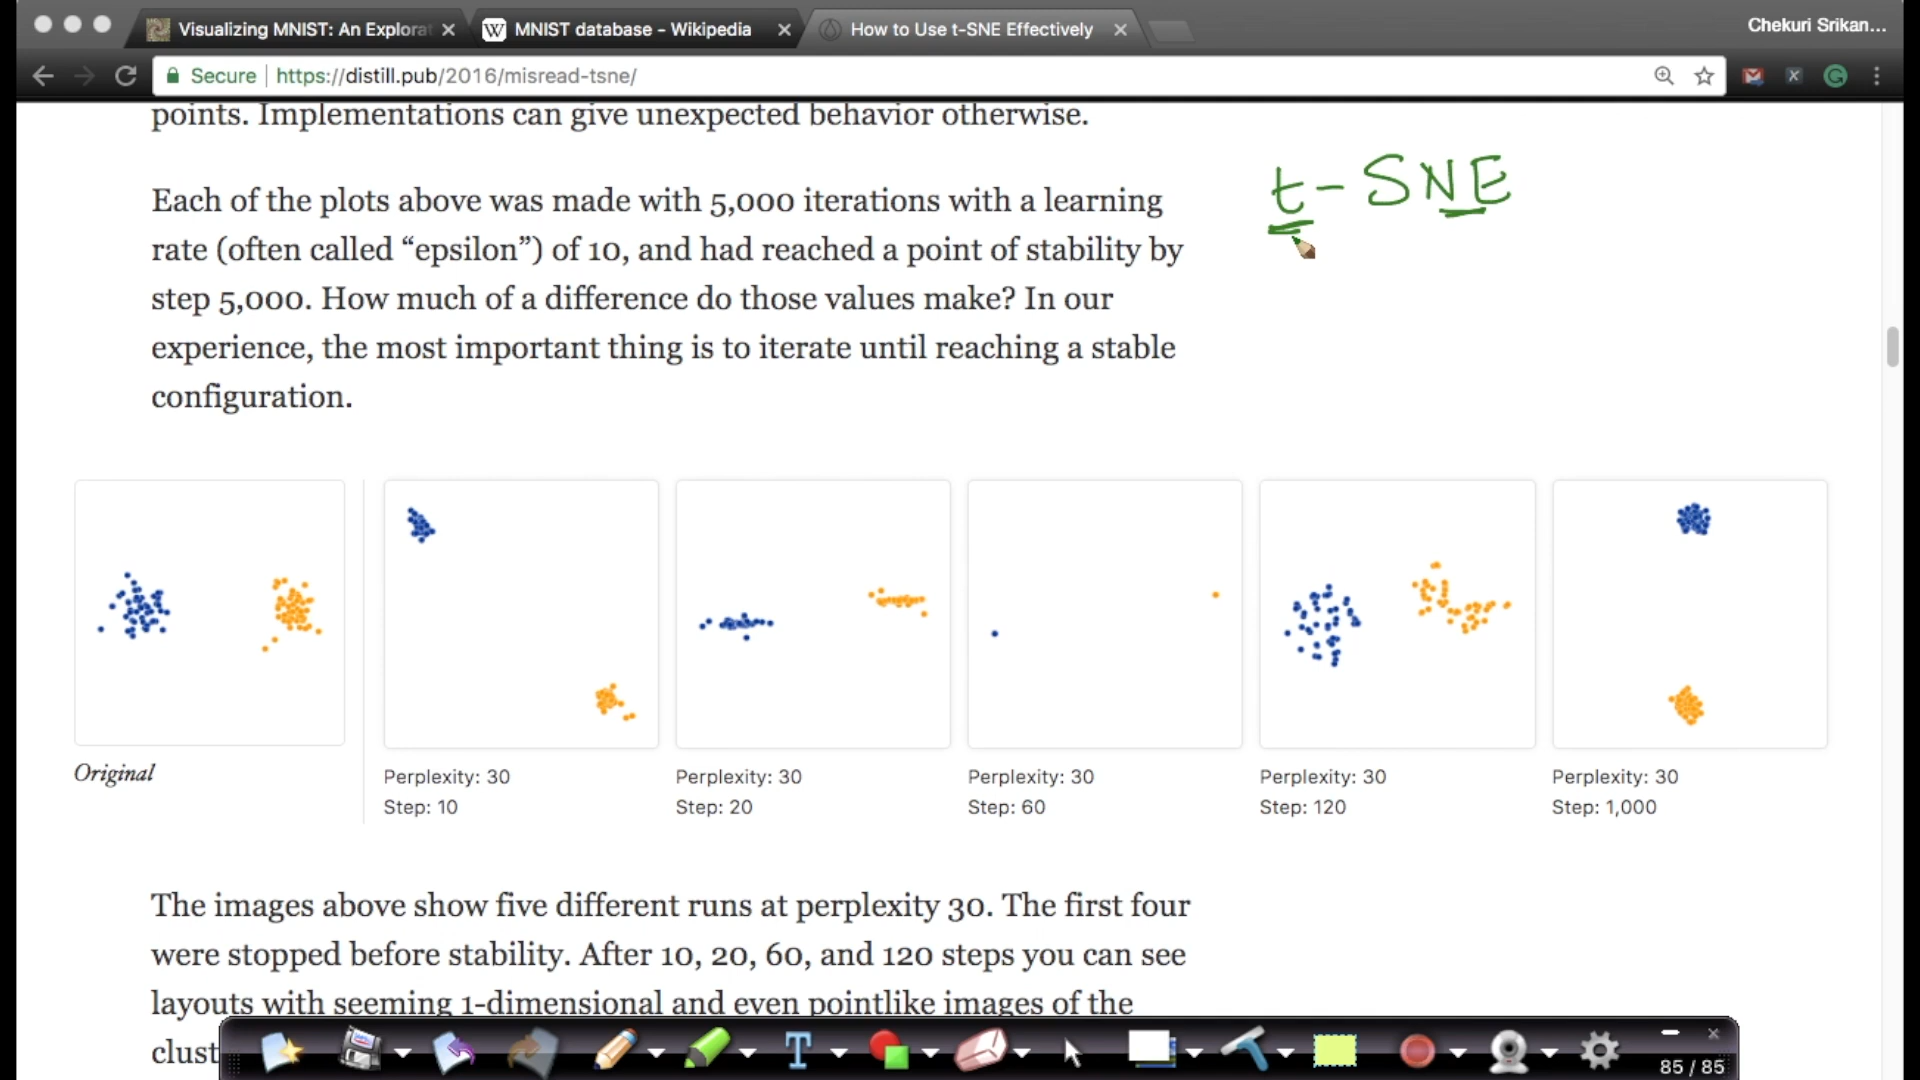 Visualizing MNIST: An Explorat
MNIST database - Wikipedia
How to Use t-SNE Effectively
Chekuri Srikan...
Secure | https://distill.pub/2016/misread-tsne/
points. Implementations can give unexpected behavior otherwise.
t-SNE
Each of the plots above was made with 5,000 iterations with a learning
rate (often called “epsilon”) of 10, and had reached a point of stability by
step 5,000. How much of a difference do those values make? In our
experience, the most important thing is to iterate until reaching a stable
configuration.
Original
Perplexity: 30
Step: 10
Perplexity: 30
Step: 20
Perplexity: 30
Step: 60
Perplexity: 30
Step: 120
Perplexity: 30
Step: 1,000
The images above show five different runs at perplexity 30. The first four
were stopped before stability. After 10, 20, 60, and 120 steps you can see
layouts with seeming 1-dimensional and even pointlike images of the
clust
85 / 85